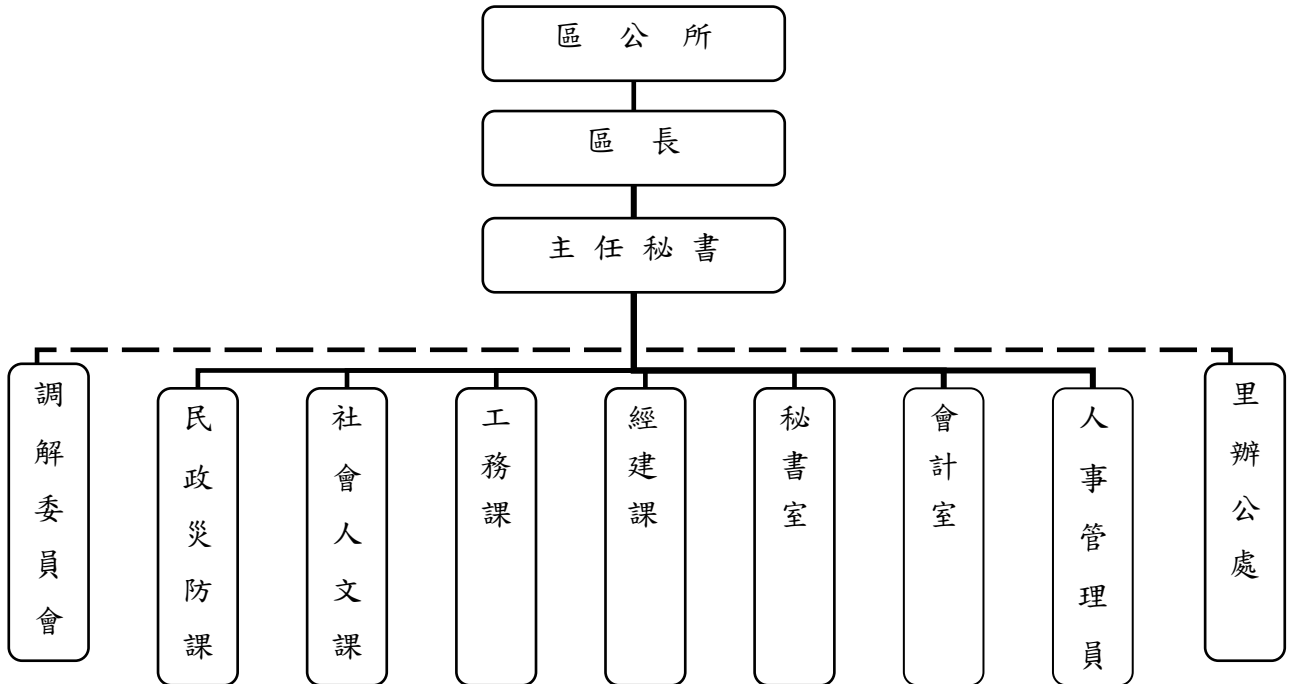 區公所
區長
主任秘書
調解委員會
民政災防課
社會人文課
工務課
經建課
秘書室
會計室
人事管理員
里辦公處